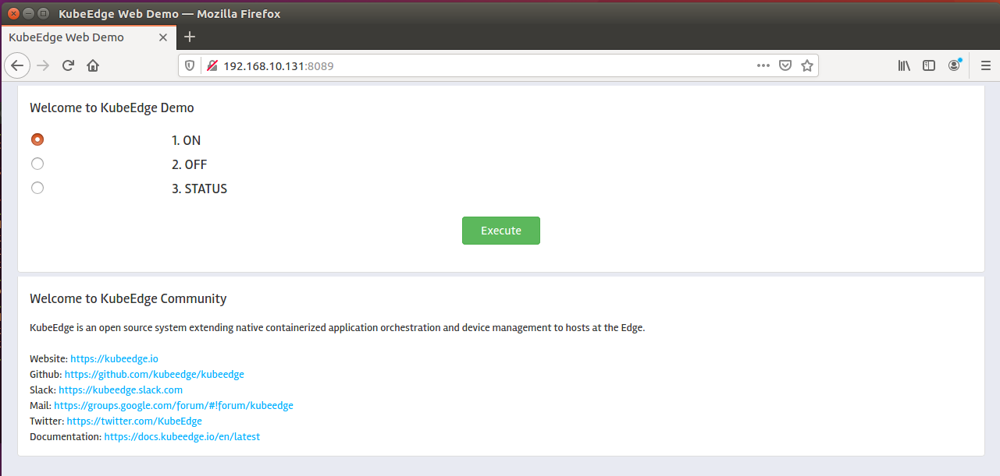 KubeEdge Web Demo — Mozilla Firefox
KubeEdge Web Demo
192.168.10.131:8089
Welcome to KubeEdge Demo
1. ON
2. OFF
3. STATUS
Execute
Welcome to KubeEdge Community
KubeEdge is an open source system extending native containerized application orchestration and device management to hosts at the Edge.
Website: https://kubeedge.io
Github: https://github.com/kubeedge/kubeedge
Slack: https://kubeedge.slack.com
Mail: https://groups.google.com/forum/#!forum/kubeedge
Twitter: https://twitter.com/KubeEdge
Documentation: https://docs.kubeedge.io/en/latest